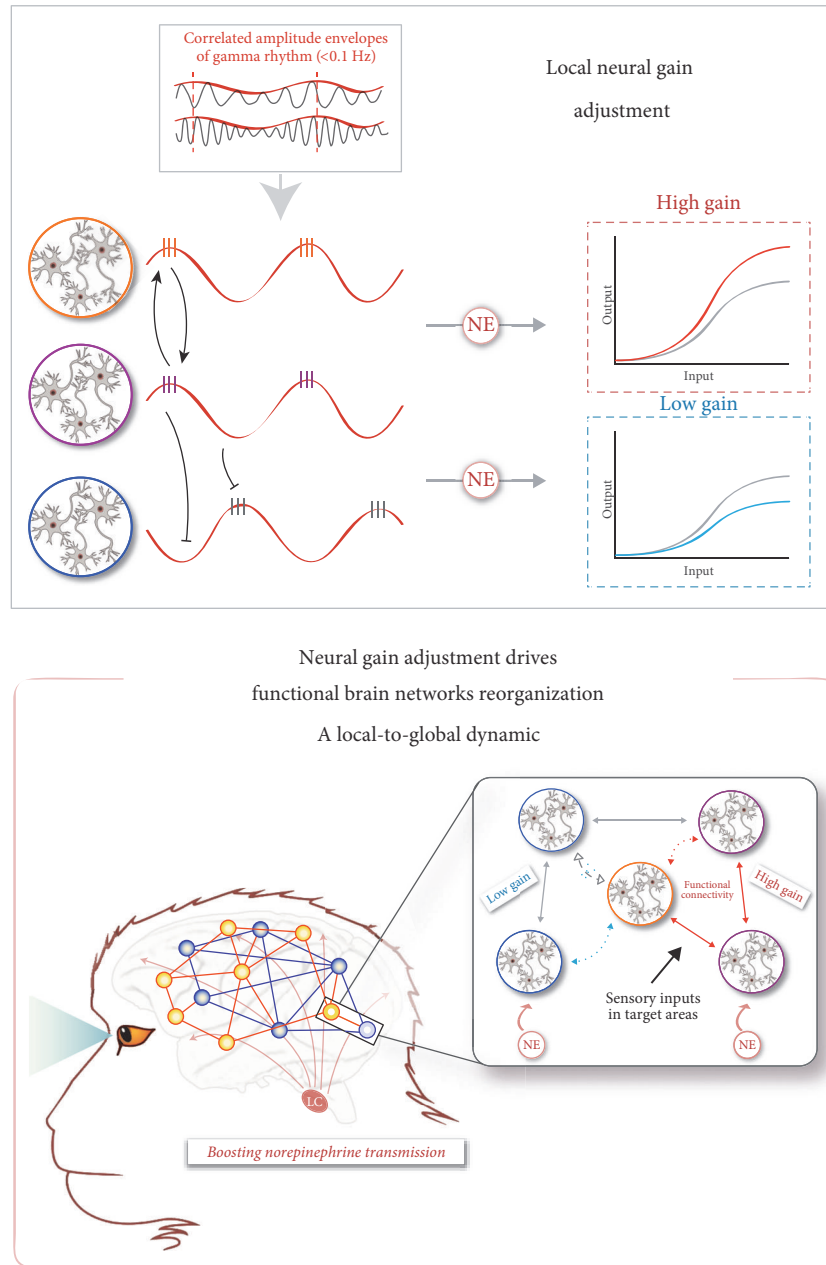 Correlated amplitude envelopes
of gamma rhythm (<0.1 Hz)
Local neural gain
adjustment
High gain
Output
Input
NE
Low gain
Output
Input
NE
Neural gain adjustment drives
functional brain networks reorganization
A local-to-global dynamic
Low gain
Functional
connectivity
High gain
Sensory inputs
in target areas
NE
NE
LC
Boosting norepinephrine transmission